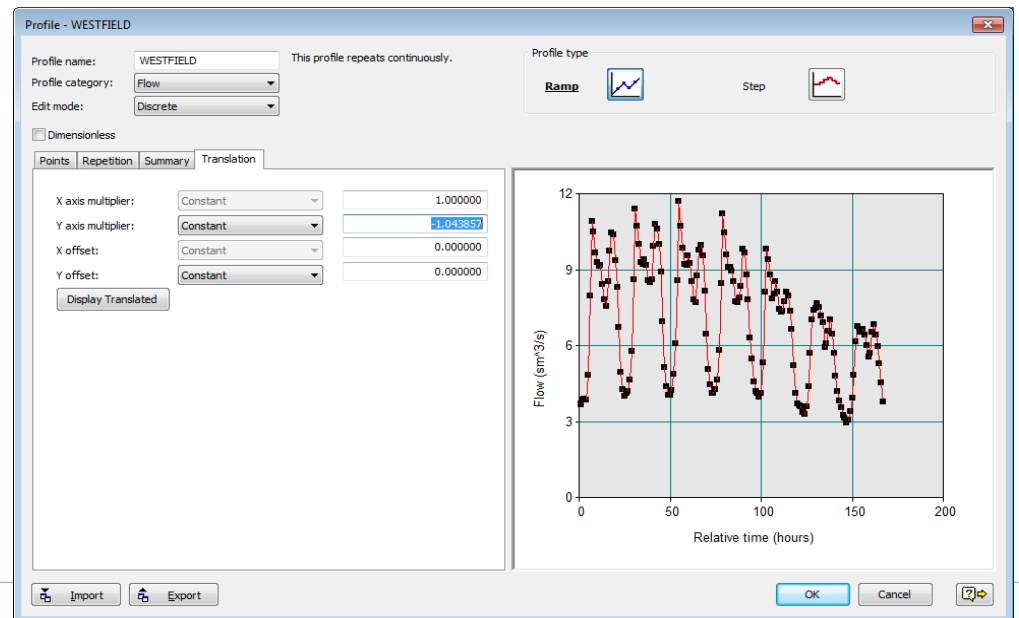 Profile - WESTFIELD
Profile name: WESTFIELD This profile repeats continuously.
Profile category: Flow
Edit mode: Discrete
Dimensionless
Profile type
Ramp Step
Points Repetition Summary Translation
X axis multiplier: Constant 1.000000
Y axis multiplier: Constant -1.043857
X offset: Constant 0.000000
Y offset: Constant 0.000000
Display Translated
12
9
6
3
0
Flow (sm^3/s)
0 50 100 150 200
Relative time (hours)
Import Export OK Cancel